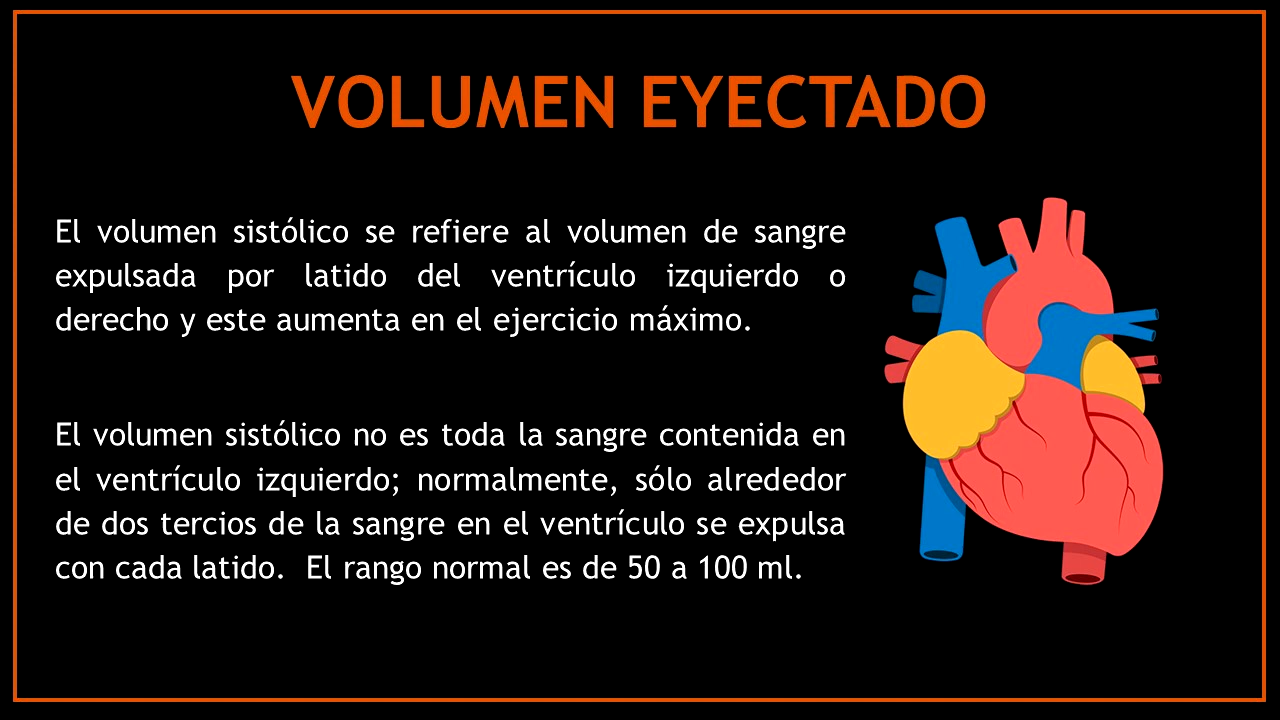 VOLUMEN EYECTADO
El volumen sistólico se refiere al volumen de sangre
expulsada por latido del ventrículo izquierdo o
derecho y este aumenta en el ejercicio máximo.
El volumen sistólico no es toda la sangre contenida en
el ventrículo izquierdo; normalmente, sólo alrededor
de dos tercios de la sangre en el ventrículo se expulsa
con cada latido.  El rango normal es de 50 a 100 ml.